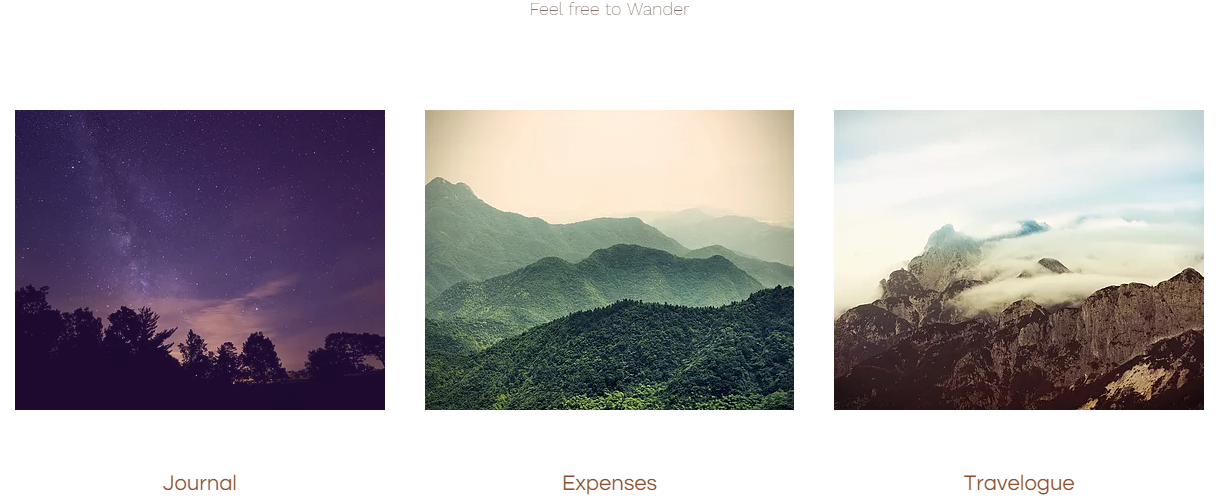 Feel free to Wander
Journal
Expenses
Travelogue